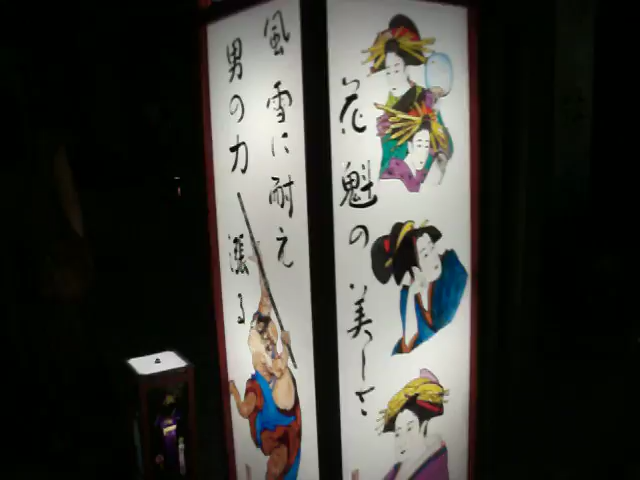 花魁の美しさ
風雪に耐え
男の力漲る